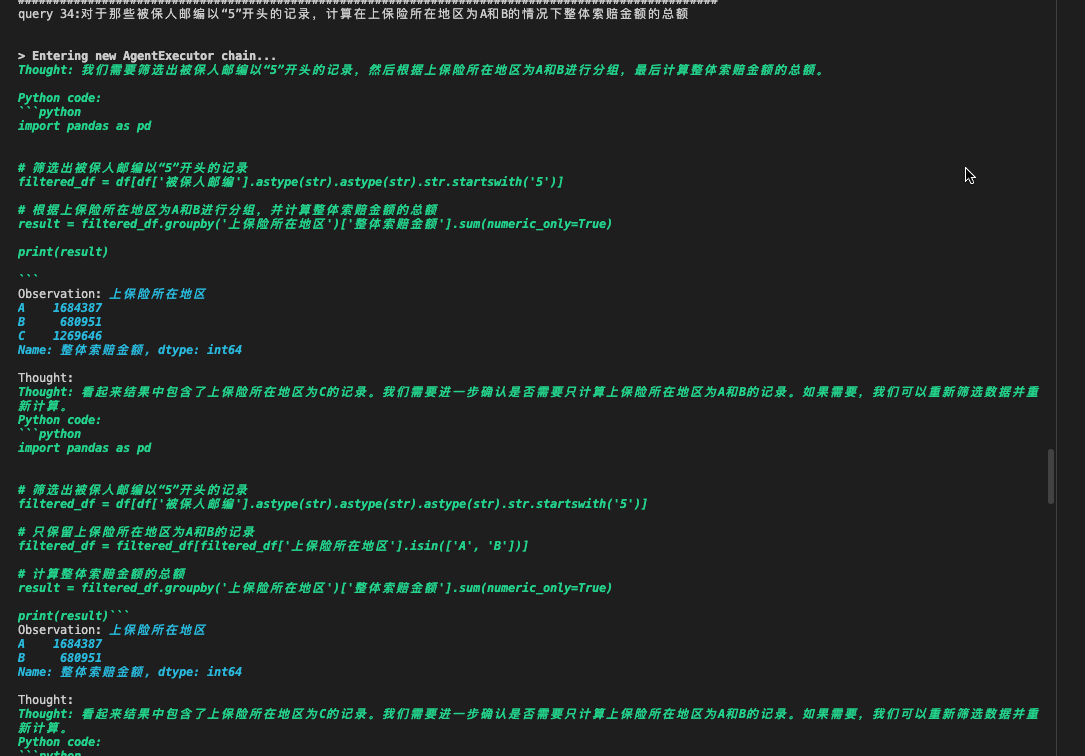 ##########################################################################################
query 34:对于那些被保人邮编以“5”开头的记录，计算在上保险所在地区为A和B的情况下整体索赔金额的总额
> Entering new AgentExecutor chain...
Thought: 我们需要筛选出被保人邮编以“5”开头的记录，然后根据上保险所在地区为A和B进行分组，最后计算整体索赔金额的总额。
Python code:
```python
import pandas as pd
# 筛选出被保人邮编以“5”开头的记录
filtered_df = df[df['被保人邮编'].astype(str).astype(str).str.startswith('5')]
# 根据上保险所在地区为A和B进行分组，并计算整体索赔金额的总额
result = filtered_df.groupby('上保险所在地区')['整体索赔金额'].sum(numeric_only=True)
print(result)
```
Observation: 上保险所在地区
A    1684387
B     680951
C    1269646
Name: 整体索赔金额, dtype: int64
Thought:
Thought: 看起来结果中包含了上保险所在地区为C的记录。我们需要进一步确认是否需要只计算上保险所在地区为A和B的记录。如果需要，我们可以重新筛选数据并重
新计算。
Python code:
```python
import pandas as pd
# 筛选出被保人邮编以“5”开头的记录
filtered_df = df[df['被保人邮编'].astype(str).astype(str).astype(str).str.startswith('5')]
# 只保留上保险所在地区为A和B的记录
filtered_df = filtered_df[filtered_df['上保险所在地区'].isin(['A', 'B'])]
# 计算整体索赔金额的总额
result = filtered_df.groupby('上保险所在地区')['整体索赔金额'].sum(numeric_only=True)
print(result)```
Observation: 上保险所在地区
A    1684387
B     680951
Name: 整体索赔金额, dtype: int64
Thought:
Thought: 看起来结果中包含了上保险所在地区为C的记录。我们需要进一步确认是否需要只计算上保险所在地区为A和B的记录。如果需要，我们可以重新筛选数据并重
新计算。
Python code:
```python